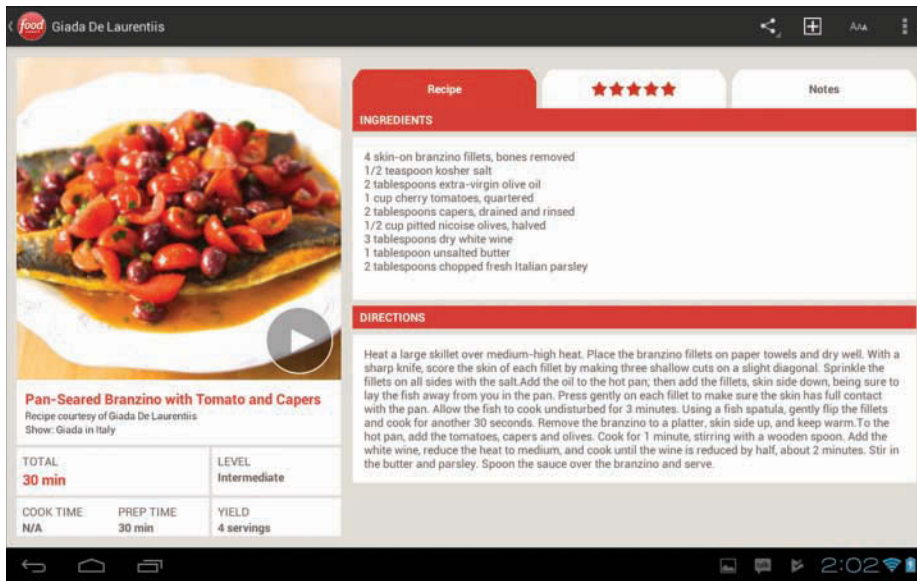 food
Giada De Laurentiis
AAA
Recipe
Notes
INGREDIENTS
4 skin-on branzino fillets, bones removed
1/2 teaspoon kosher salt
2 tablespoons extra-virgin olive oil
1 cup cherry tomatoes, quartered
2 tablespoons capers, drained and rinsed
1/2 cup pitted nicoise olives, halved
3 tablespoons dry white wine
1 tablespoon unsalted butter
2 tablespoons chopped fresh Italian parsley
DIRECTIONS
Heat a large skillet over medium-high heat. Place the branzino fillets on paper towels and dry well. With a
sharp knife, score the skin of each fillet by making three shallow cuts on a slight diagonal. Sprinkle the
fillets on all sides with the salt.Add the oil to the hot pan; then add the fillets, skin side down, being sure to
lay the fish away from you in the pan. Press gently on each fillet to make sure the skin has full contact
with the pan. Allow the fish to cook undisturbed for 3 minutes. Using a fish spatula, gently flip the fillets
and cook for another 30 seconds. Remove the branzino to a platter, skin side up, and keep warm.To the
hot pan, add the tomatoes, capers and olives. Cook for 1 minute, stirring with a wooden spoon. Add the
white wine, reduce the heat to medium, and cook until the wine is reduced by half, about 2 minutes. Stir in
the butter and parsley. Spoon the sauce over the branzino and serve.
Pan-Seared Branzino with Tomato and Capers
Recipe courtesy of Giada De Laurentiis
Show: Giada in Italy
TOTAL
30 min
LEVEL
Intermediate
COOK TIME
N/A
PREP TIME
30 min
YIELD
4 servings
2:02